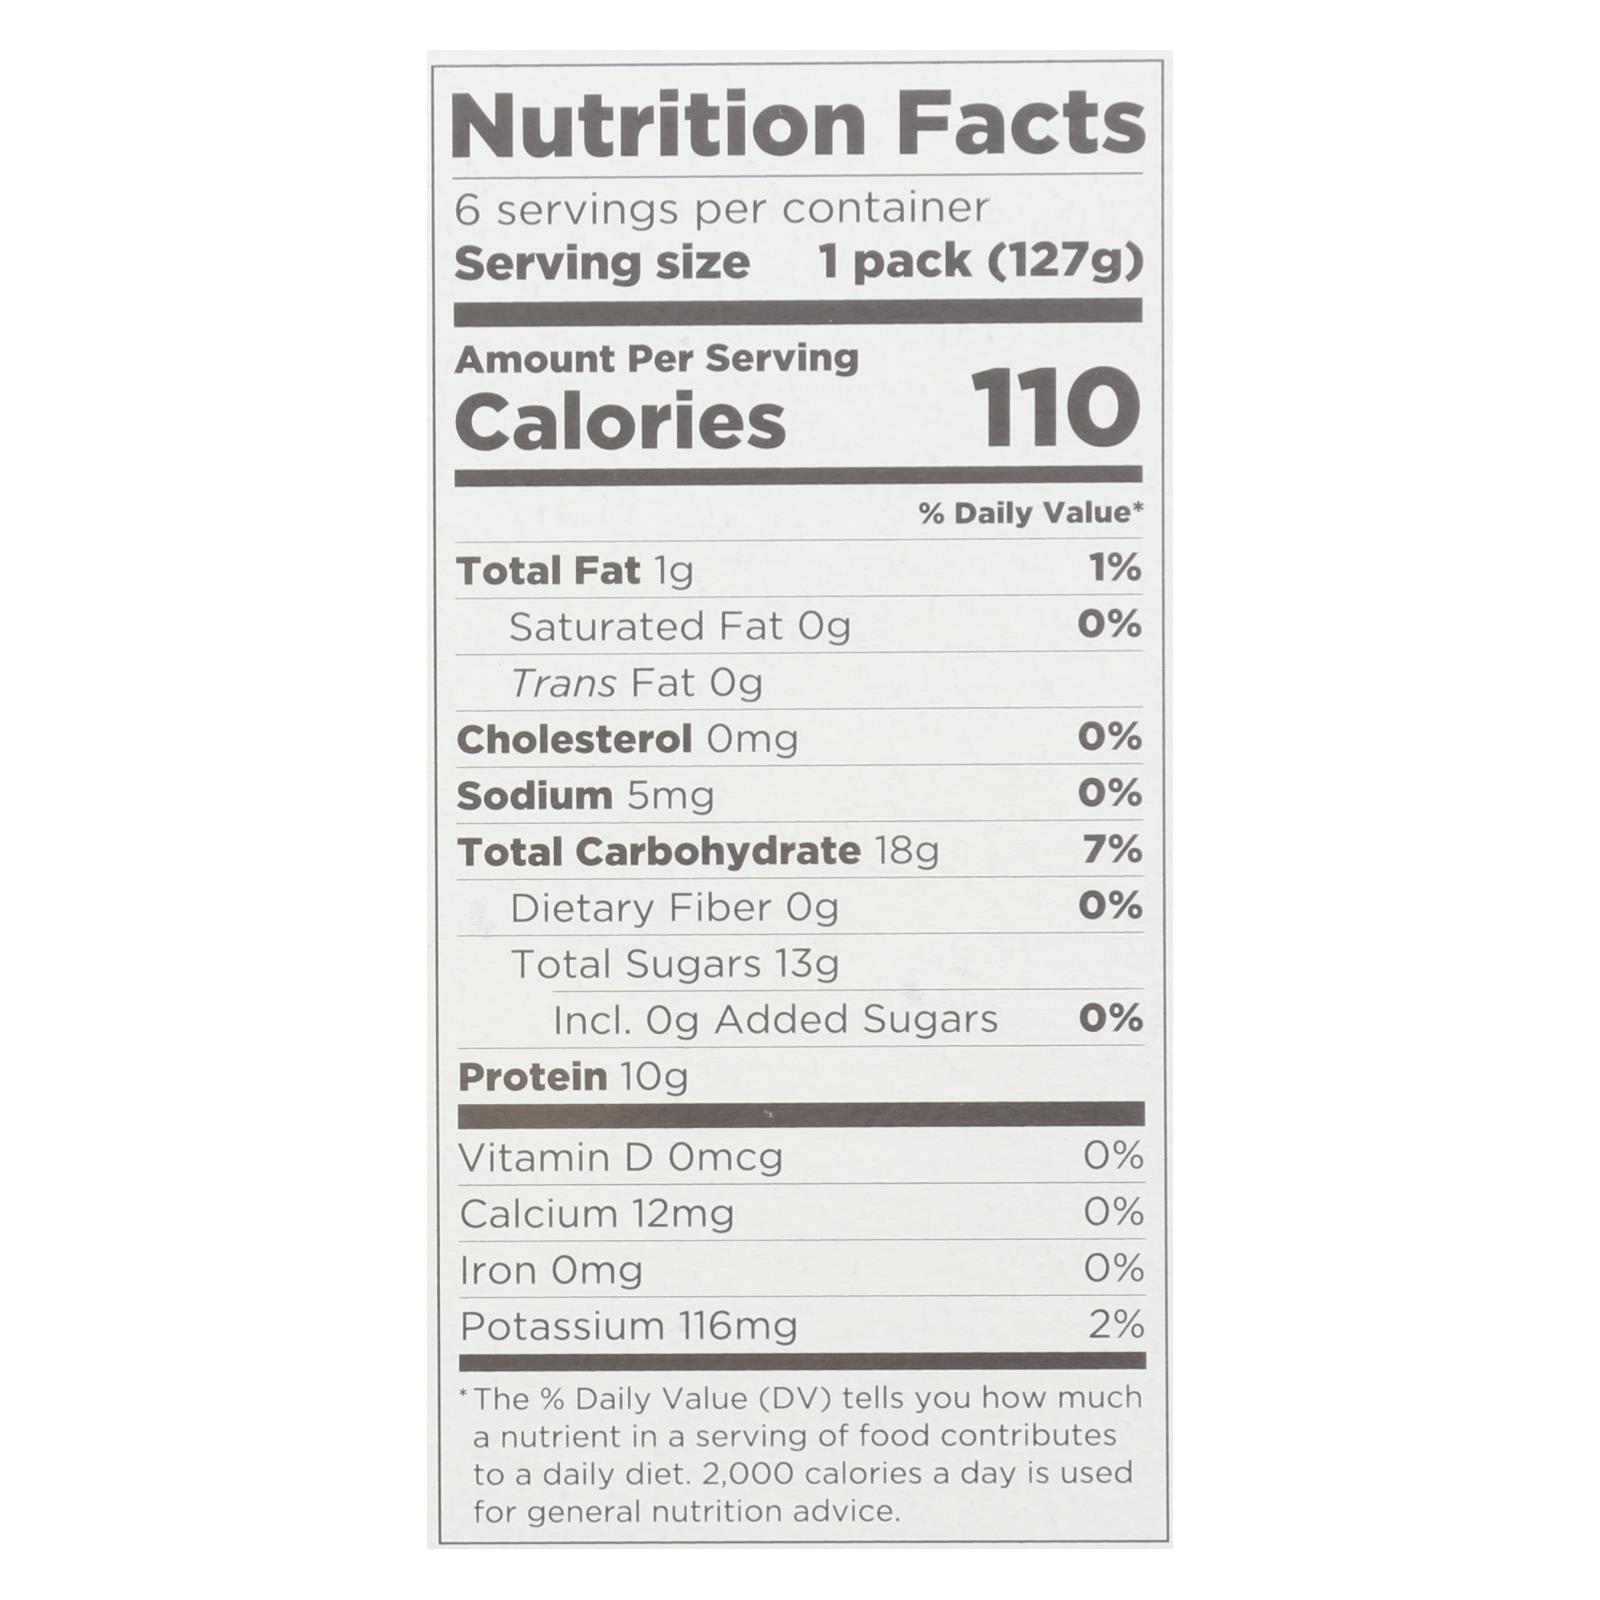 Nutrition Facts
6 servings per container
Serving size 1 pack (127g)
Amount Per Serving
Calories 110
% Daily Value*
Total Fat 1g 1%
Saturated Fat 0g 0%
Trans Fat 0g
Cholesterol 0mg 0%
Sodium 5mg 0%
Total Carbohydrate 18g 7%
Dietary Fiber 0g 0%
Total Sugars 13g
Incl. 0g Added Sugars 0%
Protein 10g
Vitamin D 0mcg 0%
Calcium 12mg 0%
Iron 0mg 0%
Potassium 116mg 2%
* The % Daily Value (DV) tells you how much
a nutrient in a serving of food contributes
to a daily diet. 2,000 calories a day is used
for general nutrition advice.